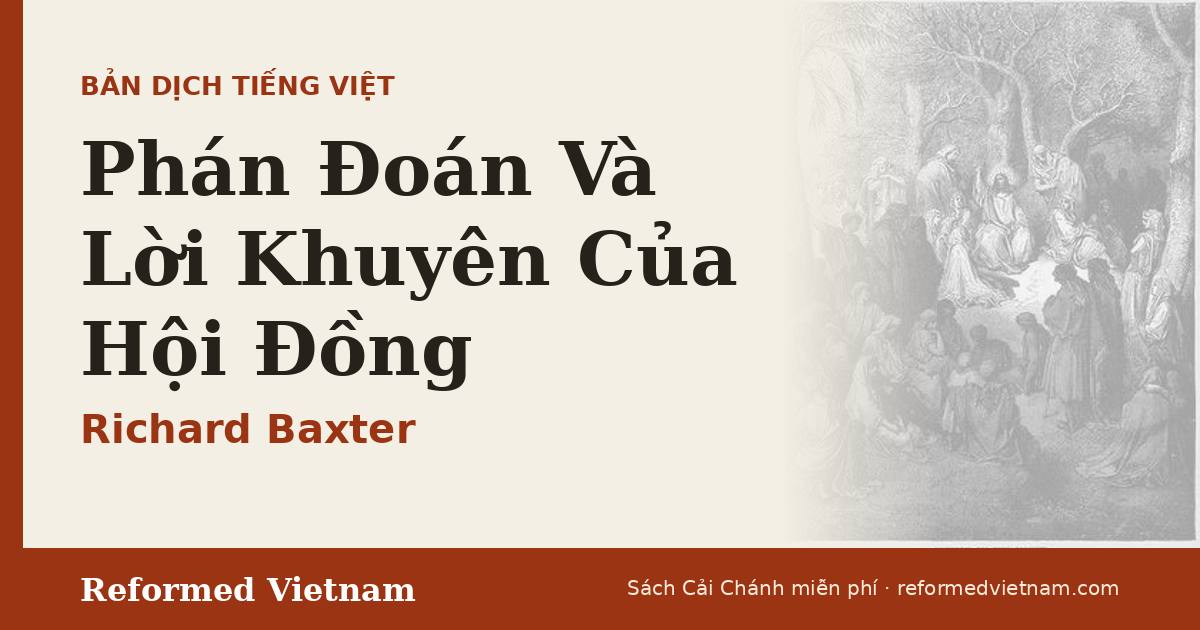 BẢN DỊCH TIẾNG VIỆT
Phán Đoán Và
Lời Khuyên Của
Hội Đồng
Richard Baxter
Reformed Vietnam
Sách Cải Chánh miễn phí · reformedvietnam.com